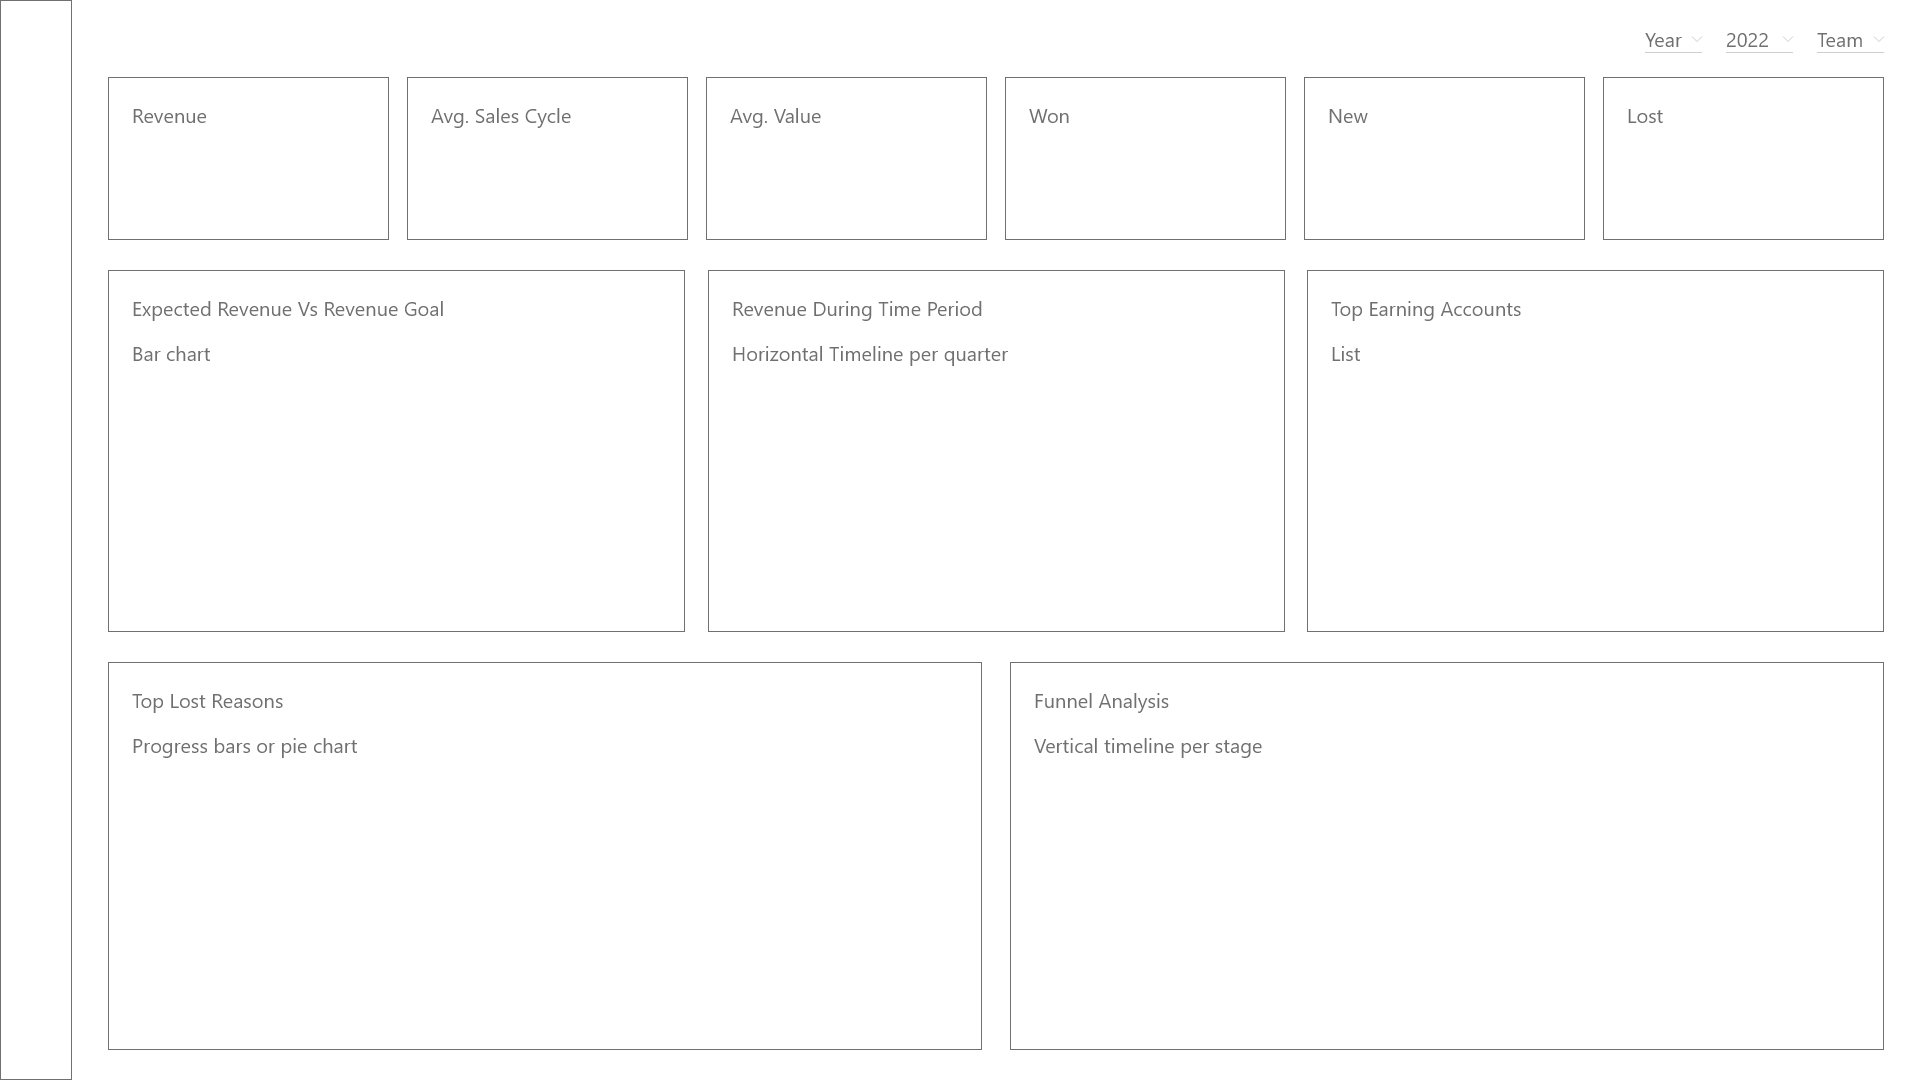 Year
2022
Team
Revenue
Avg. Sales Cycle
Avg. Value
Won
New
Lost
Expected Revenue Vs Revenue Goal
Bar chart
Revenue During Time Period
Horizontal Timeline per quarter
Top Earning Accounts
List
Top Lost Reasons
Progress bars or pie chart
Funnel Analysis
Vertical timeline per stage